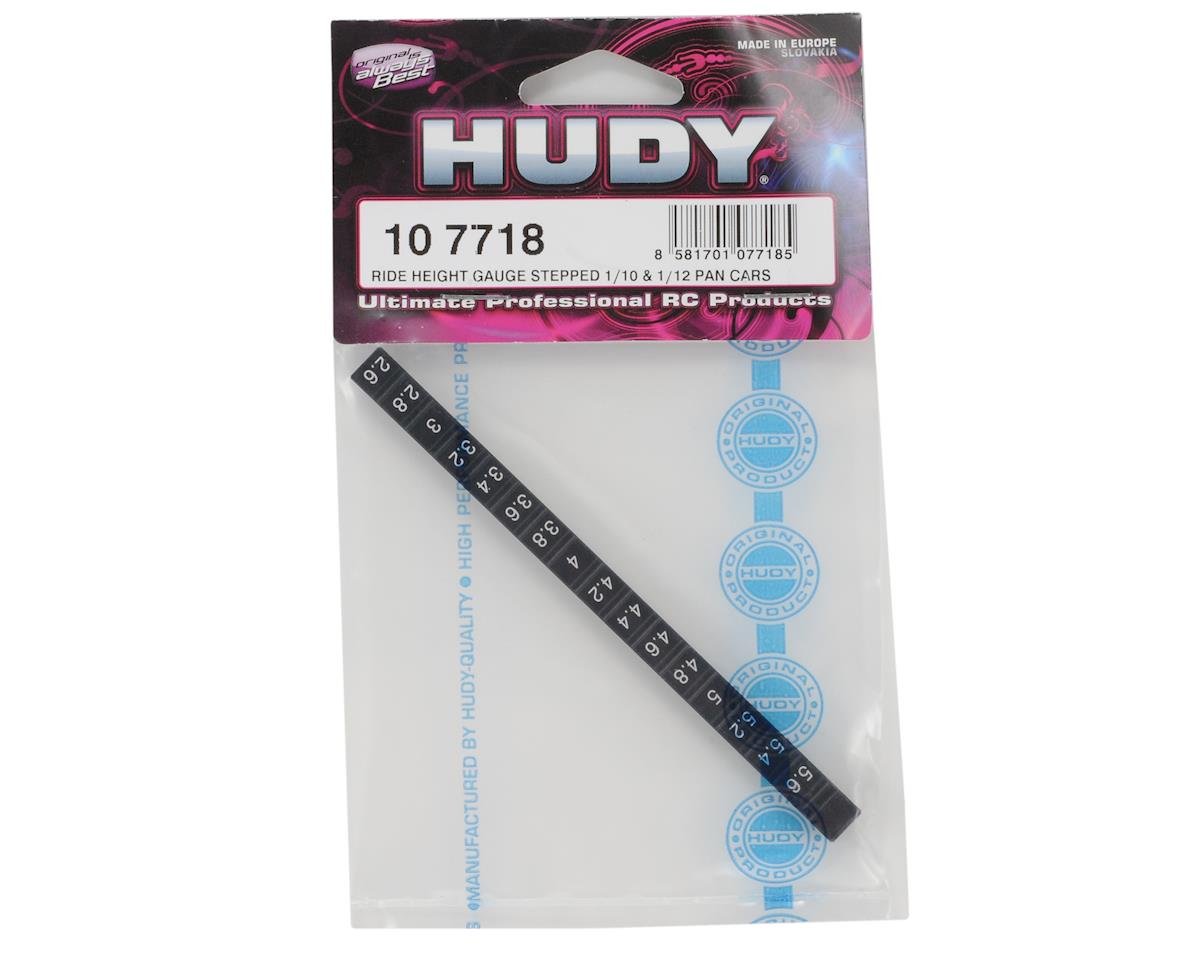 original is
always
Best
MADE IN EUROPE
SLOVAKIA
HUDY®
10 7718
8 581701 077185
RIDE HEIGHT GAUGE STEPPED 1/10 & 1/12 PAN CARS
Ultimate Professional RC Products
2.6
2.8
3
3.2
3.4
3.6
3.8
4
4.2
4.4
4.6
4.8
5
5.2
5.4
5.6
MANUFACTURED BY HUDY-QUALITY • HIGH PERFORMANCE PR
ORIGINAL
HUDY
PRODUCT
ORIGINAL
HUDY
PRODUCT
ORIGINAL
HUDY
PRODUCT
ORIGINAL
HUDY
PRODUCT